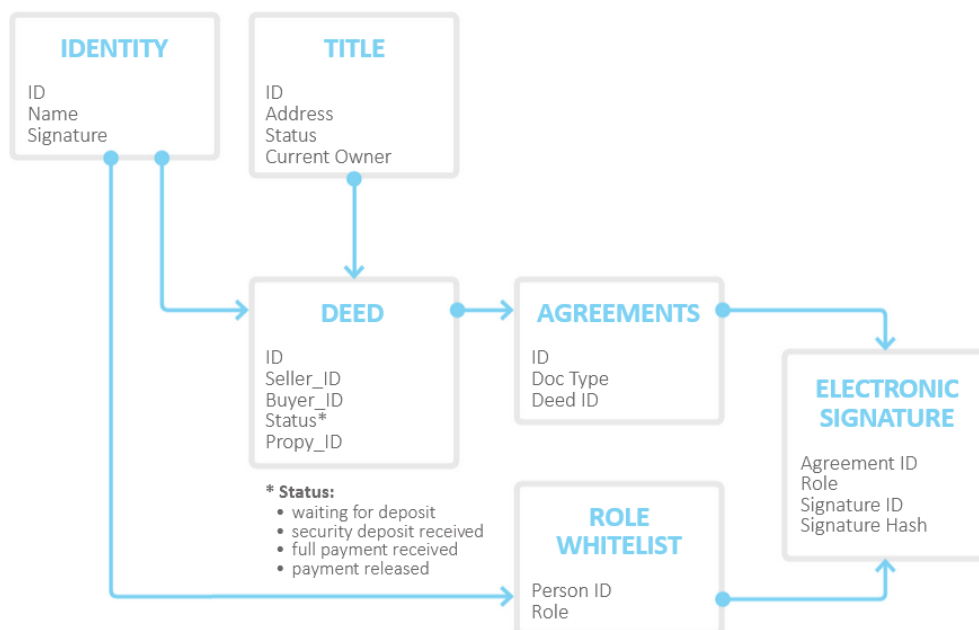 IDENTITY
ID
Name
Signature
TITLE
ID
Address
Status
Current Owner
DEED
ID
Seller_ID
Buyer_ID
Status*
Propy_ID
* Status:
• waiting for deposit
• security deposit received
• full payment received
• payment released
AGREEMENTS
ID
Doc Type
Deed ID
ROLE
WHITELIST
Person ID
Role
ELECTRONIC
SIGNATURE
Agreement ID
Role
Signature ID
Signature Hash